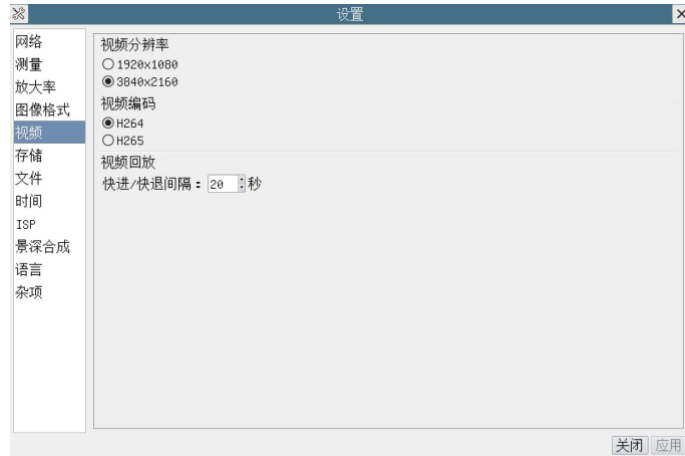 设置
网络
测量
放大率
图像格式
视频
存储
文件
时间
ISP
景深合成
语言
杂项
视频分辨率
1920x1080
3840x2160
视频编码
H264
H265
视频回放
快进/快退间隔: 20 秒
关闭 应用